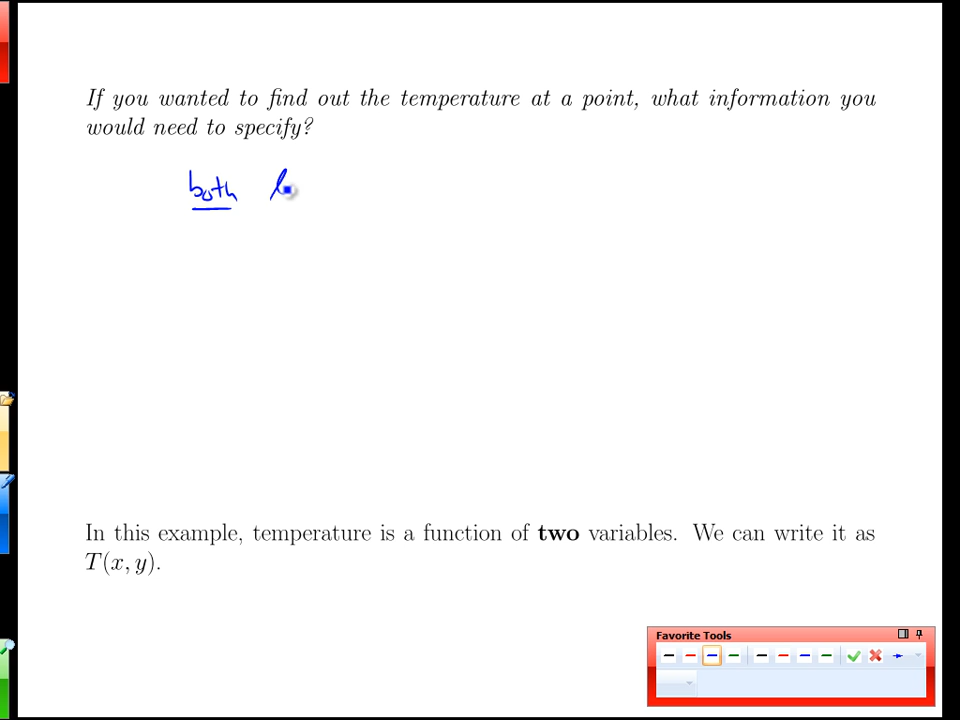 If you wanted to find out the temperature at a point, what information you
would need to specify?
both
In this example, temperature is a function of two variables. We can write it as
T(x, y).
Favorite Tools